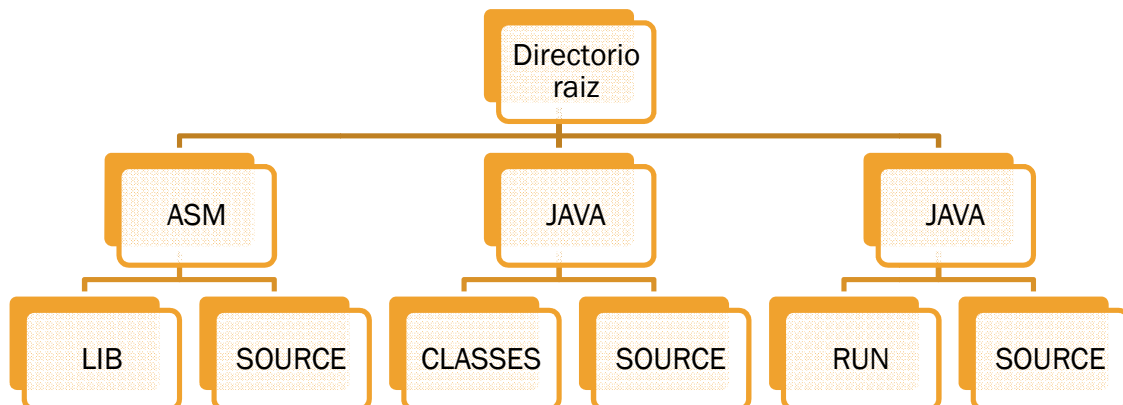 Directorio
raiz
ASM
JAVA
JAVA
LIB
SOURCE
CLASSES
SOURCE
RUN
SOURCE